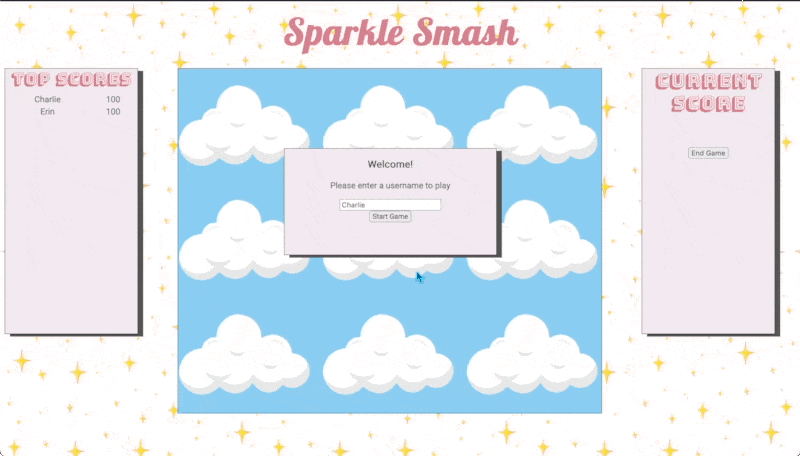 Sparkle Smash
TOP SCORES
Charlie 100
Erin 100
Welcome!
Please enter a username to play
Charlie
Start Game
CURRENT
SCORE
End Game